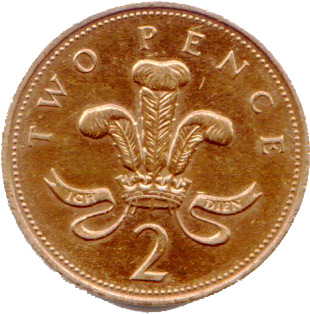 TWO PENCE
ICH DIEN
2